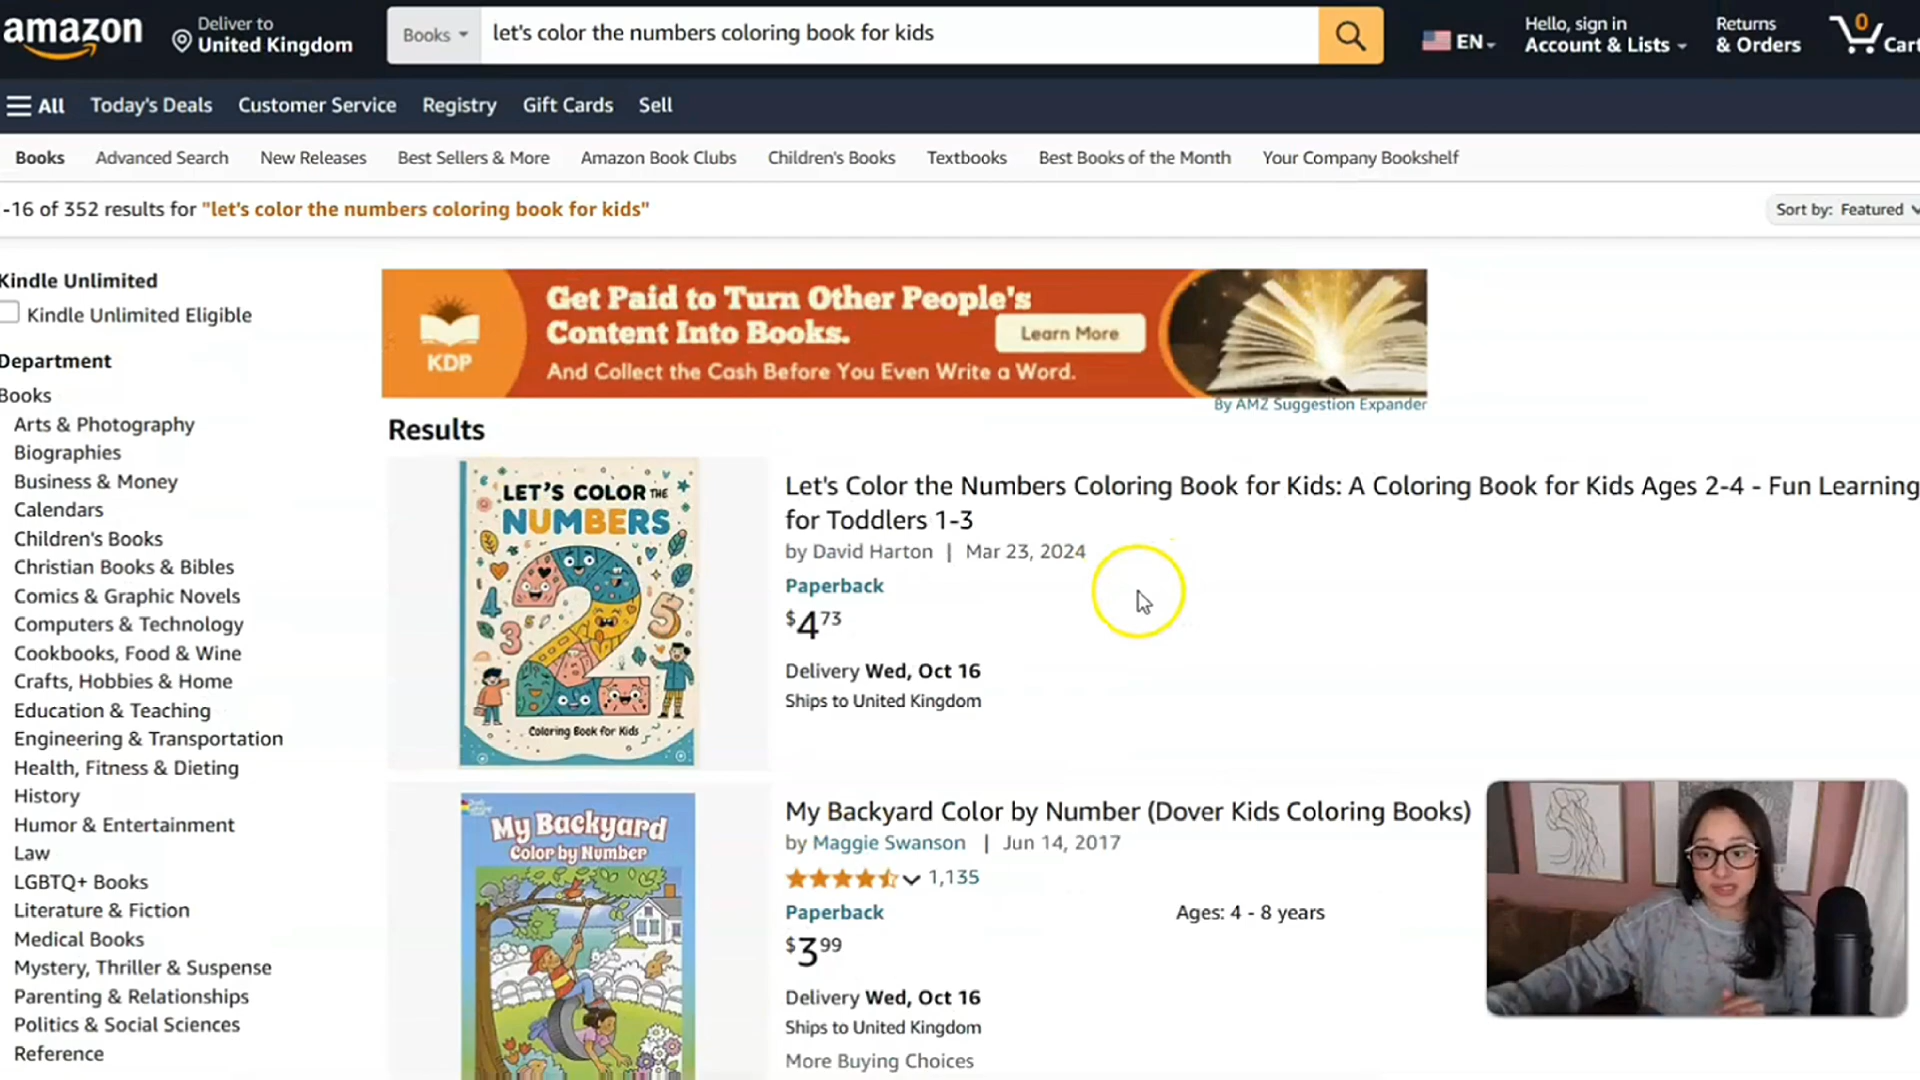 amazon
Deliver to
United Kingdom
Books
let's color the numbers coloring book for kids
EN
Hello, sign in
Account & Lists
Returns
& Orders
0
Cart
All
Today's Deals
Customer Service
Registry
Gift Cards
Sell
Books
Advanced Search
New Releases
Best Sellers & More
Amazon Book Clubs
Children's Books
Textbooks
Best Books of the Month
Your Company Bookshelf
-16 of 352 results for "let's color the numbers coloring book for kids"
Sort by: Featured
Kindle Unlimited
Kindle Unlimited Eligible
Department
Books
Arts & Photography
Biographies
Business & Money
Calendars
Children's Books
Christian Books & Bibles
Comics & Graphic Novels
Computers & Technology
Cookbooks, Food & Wine
Crafts, Hobbies & Home
Education & Teaching
Engineering & Transportation
Health, Fitness & Dieting
History
Humor & Entertainment
Law
LGBTQ+ Books
Literature & Fiction
Medical Books
Mystery, Thriller & Suspense
Parenting & Relationships
Politics & Social Sciences
Reference
KDP
Get Paid to Turn Other People's
Content Into Books.
Learn More
And Collect the Cash Before You Even Write a Word.
By AMZ Suggestion Expander
Results
LET'S COLOR THE
NUMBERS
2
4
3
5
Coloring Book for Kids
Let's Color the Numbers Coloring Book for Kids: A Coloring Book for Kids Ages 2-4 - Fun Learning
for Toddlers 1-3
by David Harton | Mar 23, 2024
Paperback
$4 73
Delivery Wed, Oct 16
Ships to United Kingdom
My Backyard
Color by Number
My Backyard Color by Number (Dover Kids Coloring Books)
by Maggie Swanson | Jun 14, 2017
1,135
Paperback
Ages: 4 - 8 years
$3 99
Delivery Wed, Oct 16
Ships to United Kingdom
More Buying Choices